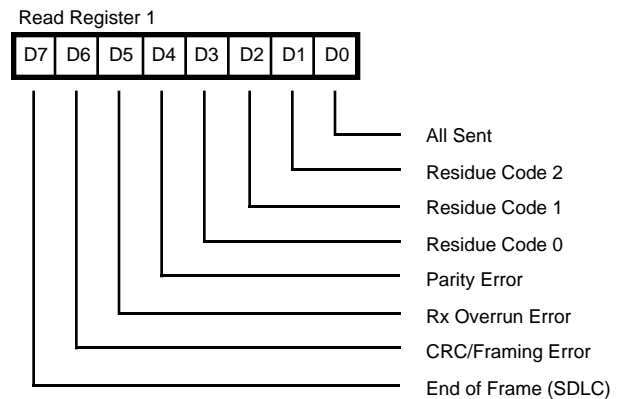 Read Register 1
D7 D6 D5 D4 D3 D2 D1 D0
All Sent
Residue Code 2
Residue Code 1
Residue Code 0
Parity Error
Rx Overrun Error
CRC/Framing Error
End of Frame (SDLC)